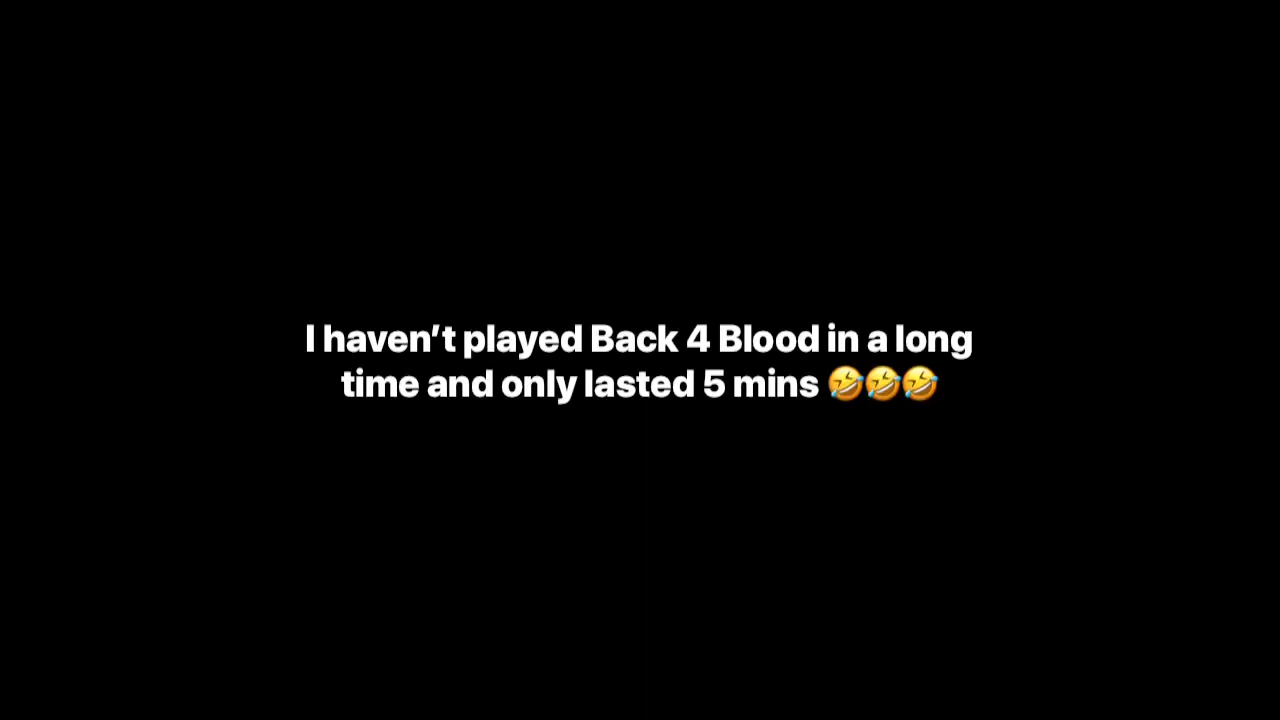 I haven’t played Back 4 Blood in a long
time and only lasted 5 mins 🤣🤣🤣